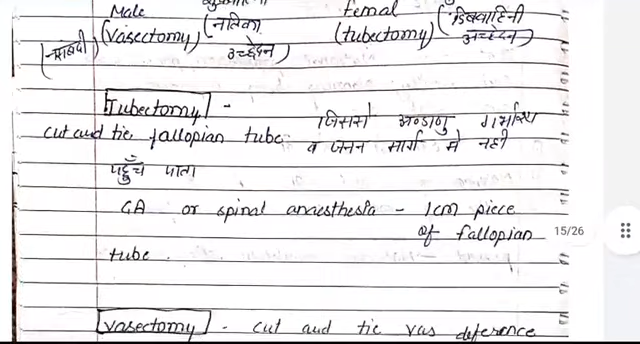 Male Femal
(नसबंदी) (vasectomy) (नलिका (tubectomy) (डिंबवाहिनी
उच्छेदन) उच्छेदन)
Tubectomy -
cut and tie fallopian tube. जिससे अण्डाणु गर्भाशय
व जनन मार्ग मे नही
पहुँच पाता
GA or spinal anaesthesia - 1cm piece
of fallopian
tube.
15/26
vasectomy - cut and tie vas deference